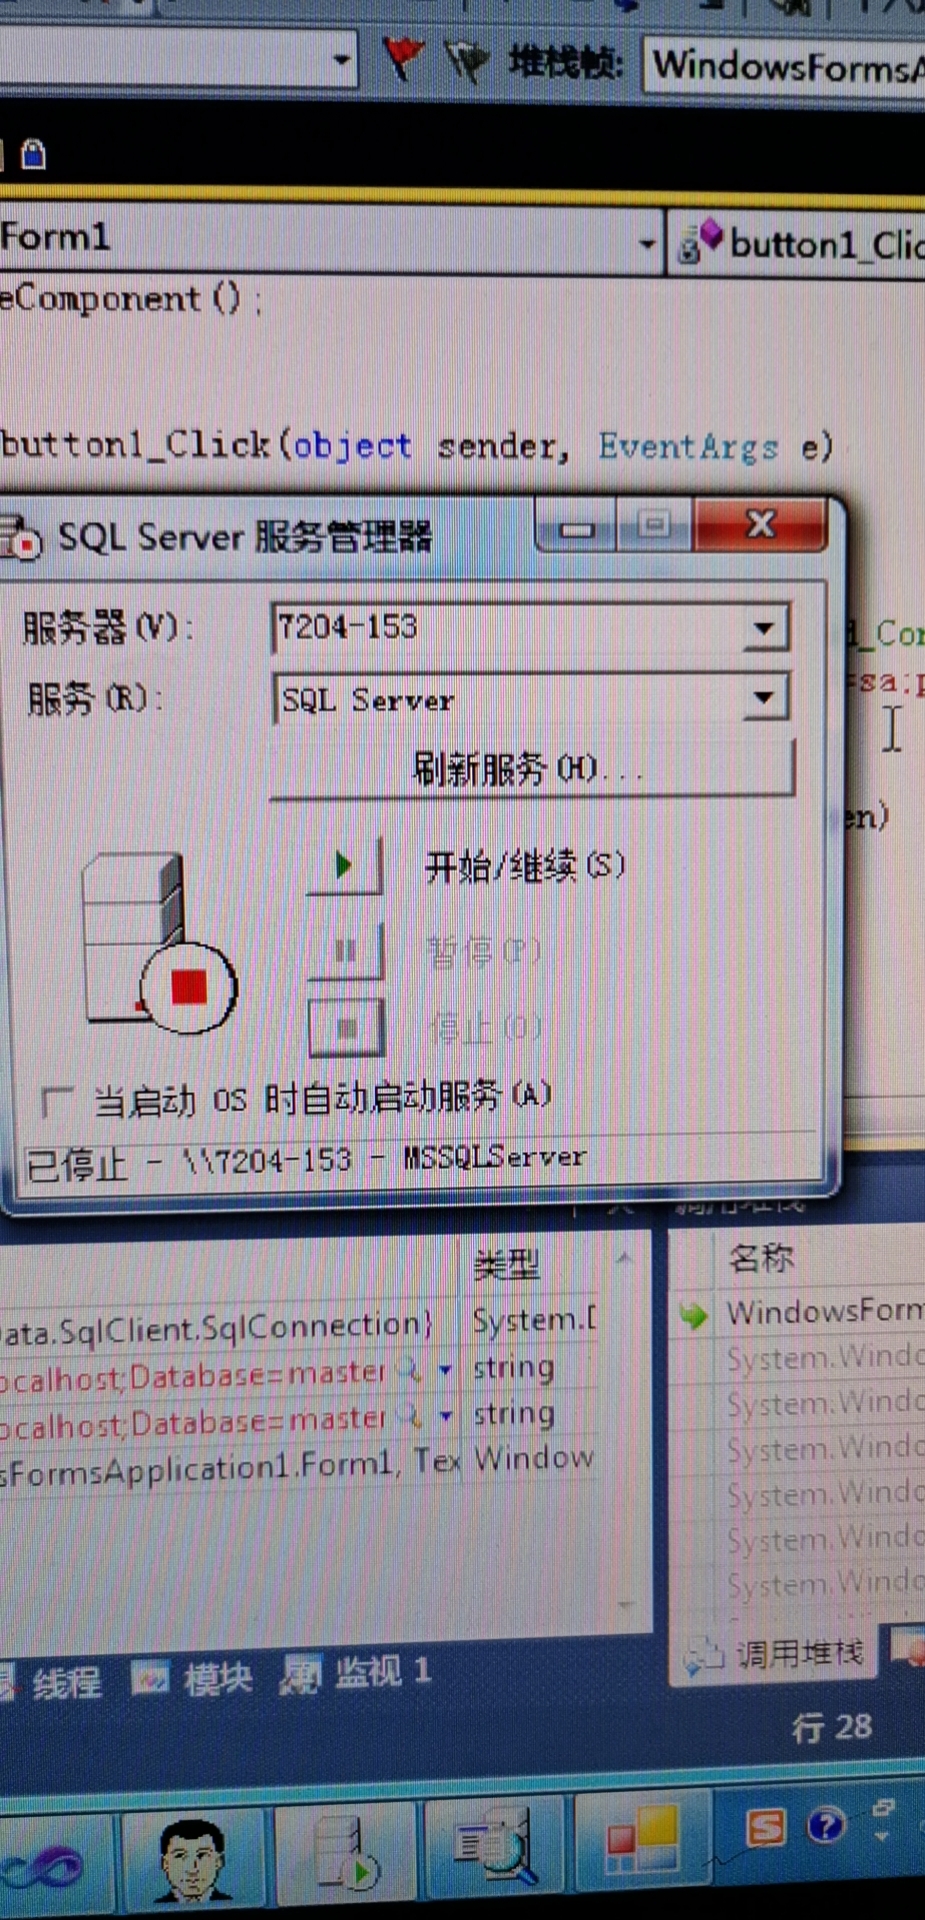 堆栈帧:
WindowsFormsA
Form1
button1_Clic
eComponent();
button1_Click(object sender, EventArgs e)
SQL Server 服务管理器
服务器(V):
7204-153
_Con
服务(R):
SQL Server
=sa;p
刷新服务(H)...
en)
开始/继续(S)
暂停(P)
停止(O)
当启动 OS 时自动启动服务(A)
已停止 - \\7204-153 - MSSQLServer
类型
名称
ata.SqlClient.SqlConnection}
System.D
WindowsForm
ocalhost;Database=master
string
System.Windo
ocalhost;Database=master
string
System.Windo
sFormsApplication1.Form1, Tex
Window
System.Windo
System.Windo
System.Windo
System.Windo
线程
模块
监视 1
调用堆栈
行 28